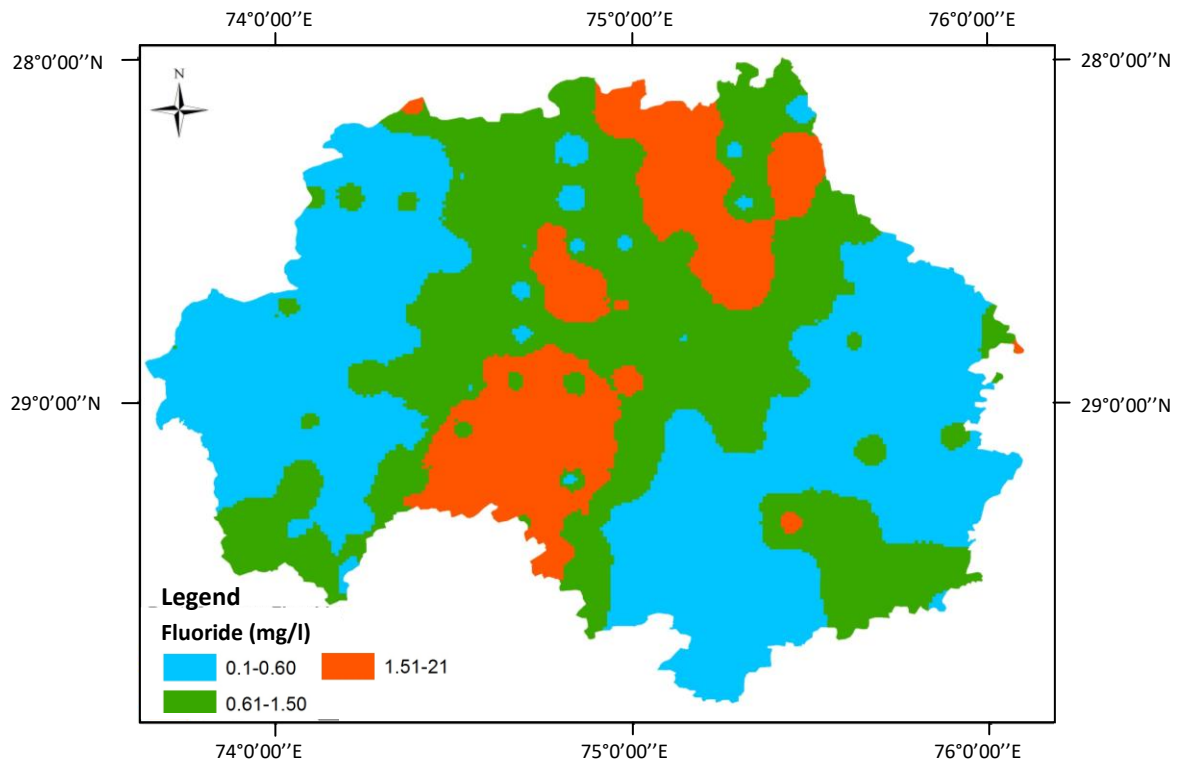 74°0’00’’E 75°0’00’’E 76°0’00’’E
28°0’00’’N 28°0’00’’N
N
29°0’00’’N 29°0’00’’N
Legend
Fluoride (mg/l)
0.1-0.60 1.51-21
0.61-1.50
74°0’00’’E 75°0’00’’E 76°0’00’’E